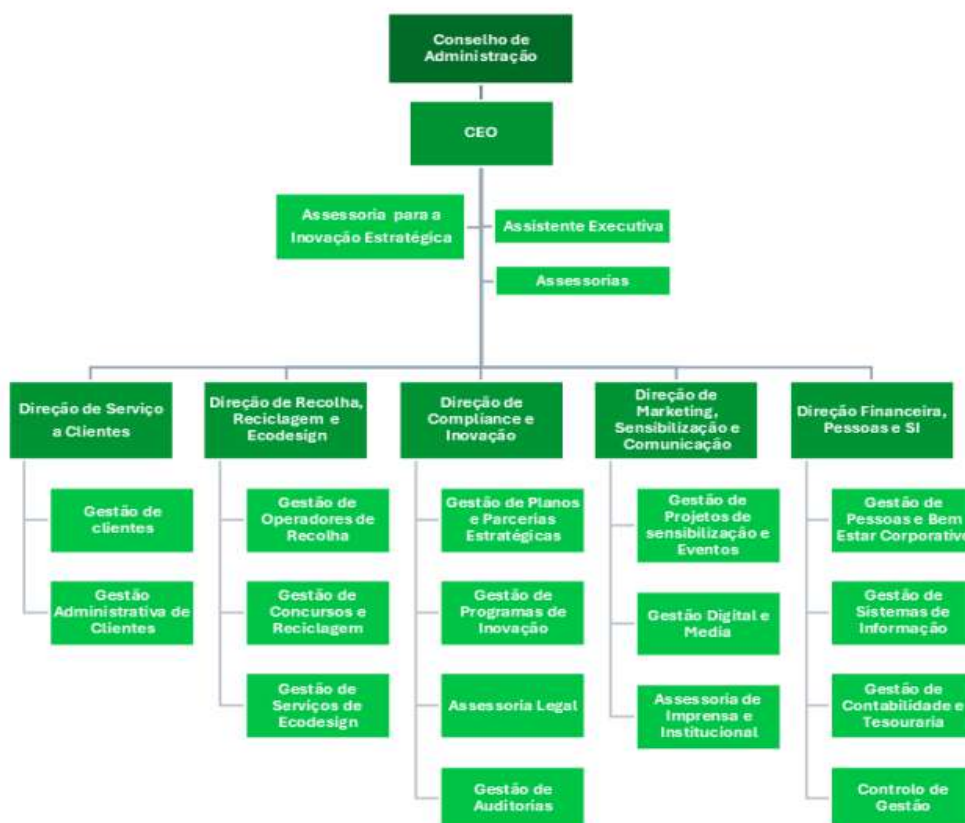 Conselho de
Administração
CEO
Assessoria para a
Inovação Estratégica
Assistente Executiva
Assessorias
Direção de Serviço
a Clientes
Direção de Recolha,
Reciclagem e
Ecodesign
Direção de
Compliance e
Inovação
Direção de
Marketing,
Sensibilização e
Comunicação
Direção Financeira,
Pessoas e SI
Gestão de
clientes
Gestão
Administrativa de
Clientes
Gestão de
Operadores de
Recolha
Gestão de
Concursos e
Reciclagem
Gestão de
Serviços de
Ecodesign
Gestão de Planos
e Parcerias
Estratégicas
Gestão de
Programas de
Inovação
Assessoria Legal
Gestão de
Auditorias
Gestão de
Projetos de
sensibilização e
Eventos
Gestão Digital e
Media
Assessoria de
Imprensa e
Institucional
Gestão de
Pessoas e Bem
Estar Corporativo
Gestão de
Sistemas de
Informação
Gestão de
Contabilidade e
Tesouraria
Controlo de
Gestão